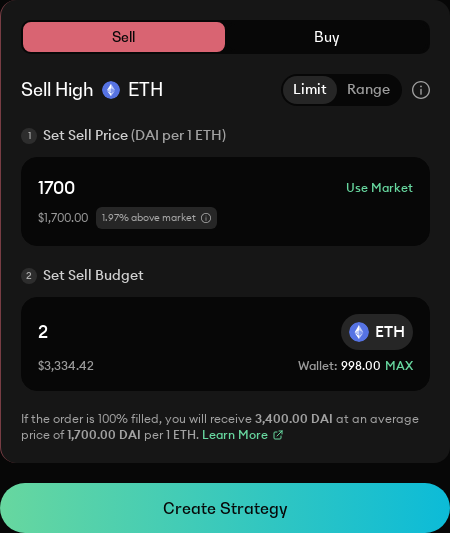 Sell Buy
Sell High ETH Limit Range
1 Set Sell Price (DAI per 1 ETH)
1700 Use Market
$1,700.00 1.97% above market
2 Set Sell Budget
2 ETH
$3,334.42 Wallet: 998.00 MAX
If the order is 100% filled, you will receive 3,400.00 DAI at an average
price of 1,700.00 DAI per 1 ETH. Learn More
Create Strategy